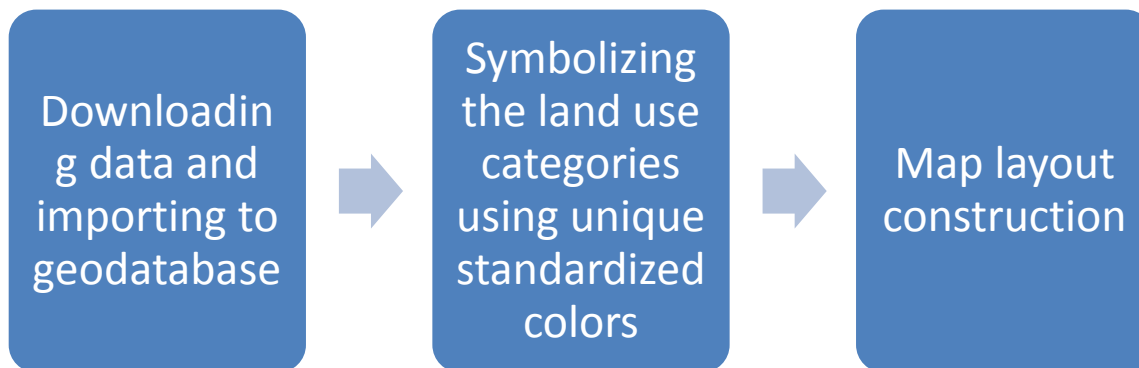 Downloadin
g data and
importing to
geodatabase
Symbolizing
the land use
categories
using unique
standardized
colors
Map layout
construction